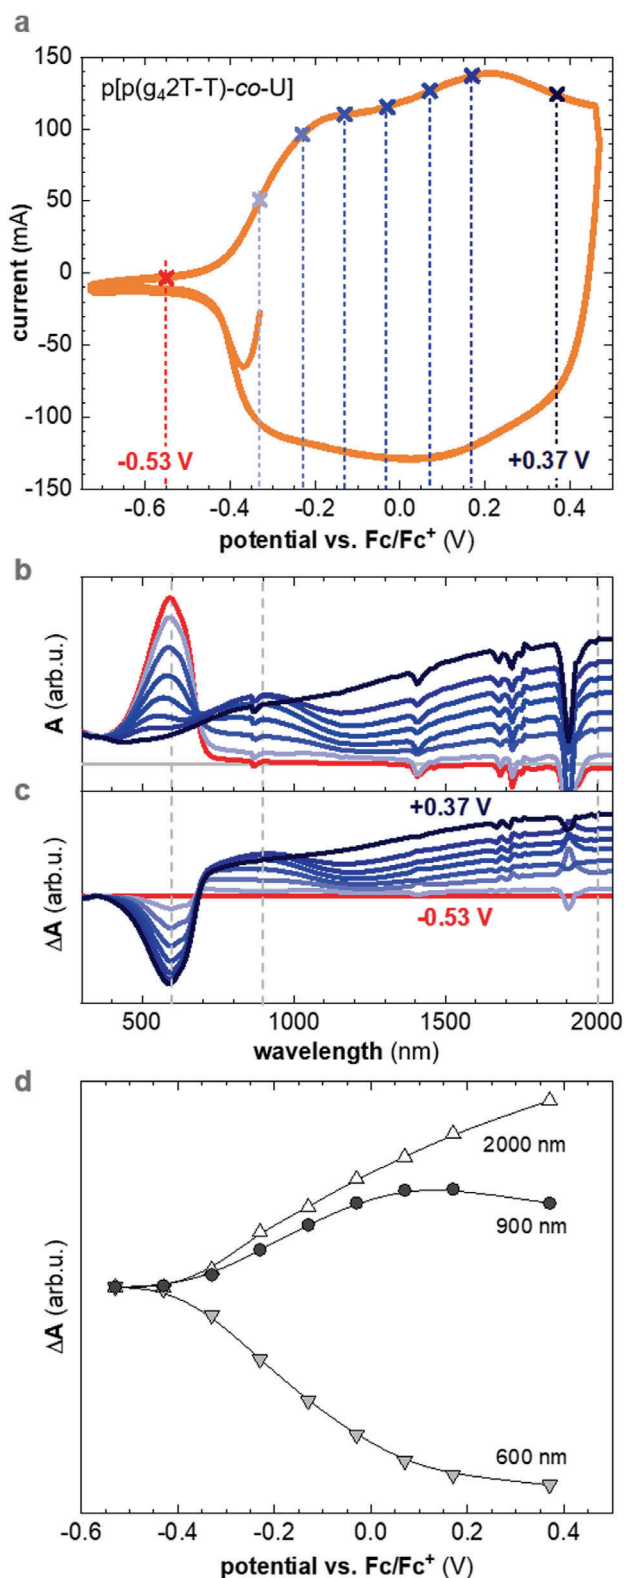 a
150
100
50
0
-50
-100
-150
current (mA)
p[p(g₄2T-T)-co-U]
-0.53 V
+0.37 V
-0.6 -0.4 -0.2 0.0 0.2 0.4
potential vs. Fc/Fc⁺ (V)
b
A (arb.u.)
c
+0.37 V
-0.53 V
ΔA (arb.u.)
500 1000 1500 2000
wavelength (nm)
d
2000 nm
900 nm
600 nm
ΔA (arb.u.)
-0.6 -0.4 -0.2 0.0 0.2 0.4
potential vs. Fc/Fc⁺ (V)